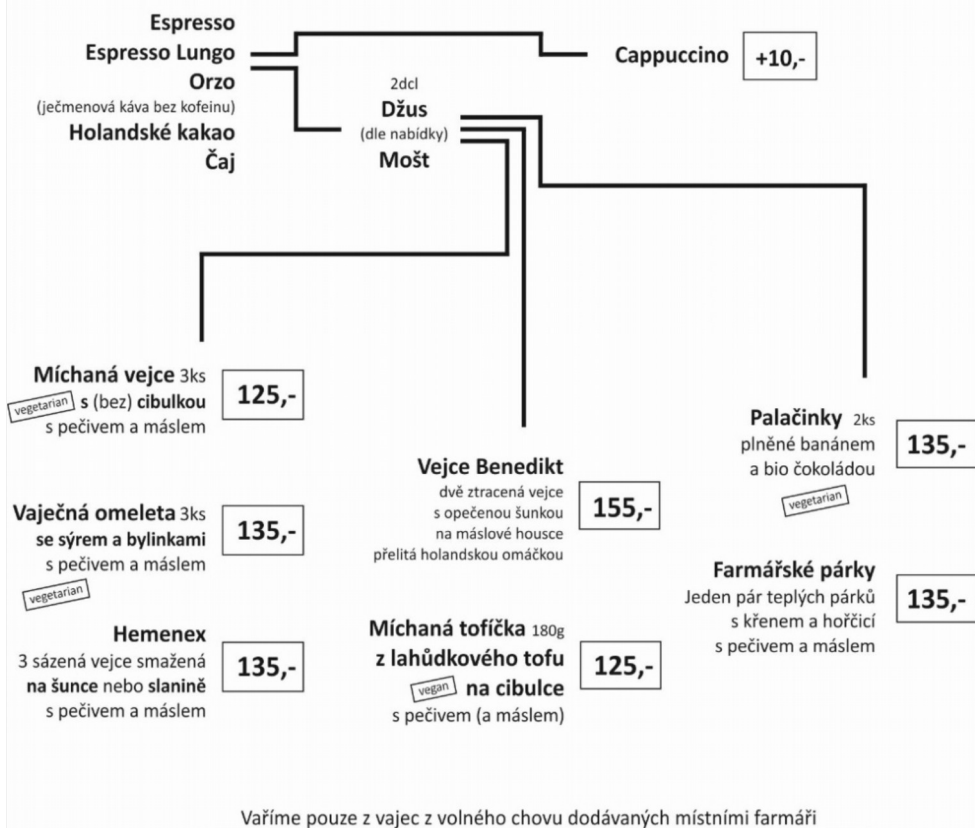 Espresso
Espresso Lungo
Orzo
(ječmenová káva bez kofeinu)
Holandské kakao
Čaj
2dcl
Džus
(dle nabídky)
Mošt
Cappuccino +10,-
Míchaná vejce 3ks
vegetarian s (bez) cibulkou
s pečivem a máslem
125,-
Vaječná omeleta 3ks
se sýrem a bylinkami
s pečivem a máslem
vegetarian
135,-
Hemenex
3 sázená vejce smažená
na šunce nebo slanině
s pečivem a máslem
135,-
Vejce Benedikt
dvě ztracená vejce
s opečenou šunkou
na máslové housce
přelitá holandskou omáčkou
155,-
Míchaná tofíčka 180g
z lahůdkového tofu
vegan na cibulce
s pečivem (a máslem)
125,-
Palačinky 2ks
plněné banánem
a bio čokoládou
vegetarian
135,-
Farmářské párky
Jeden pár teplých párků
s křenem a hořčicí
s pečivem a máslem
135,-
Vaříme pouze z vajec z volného chovu dodávaných místními farmáři